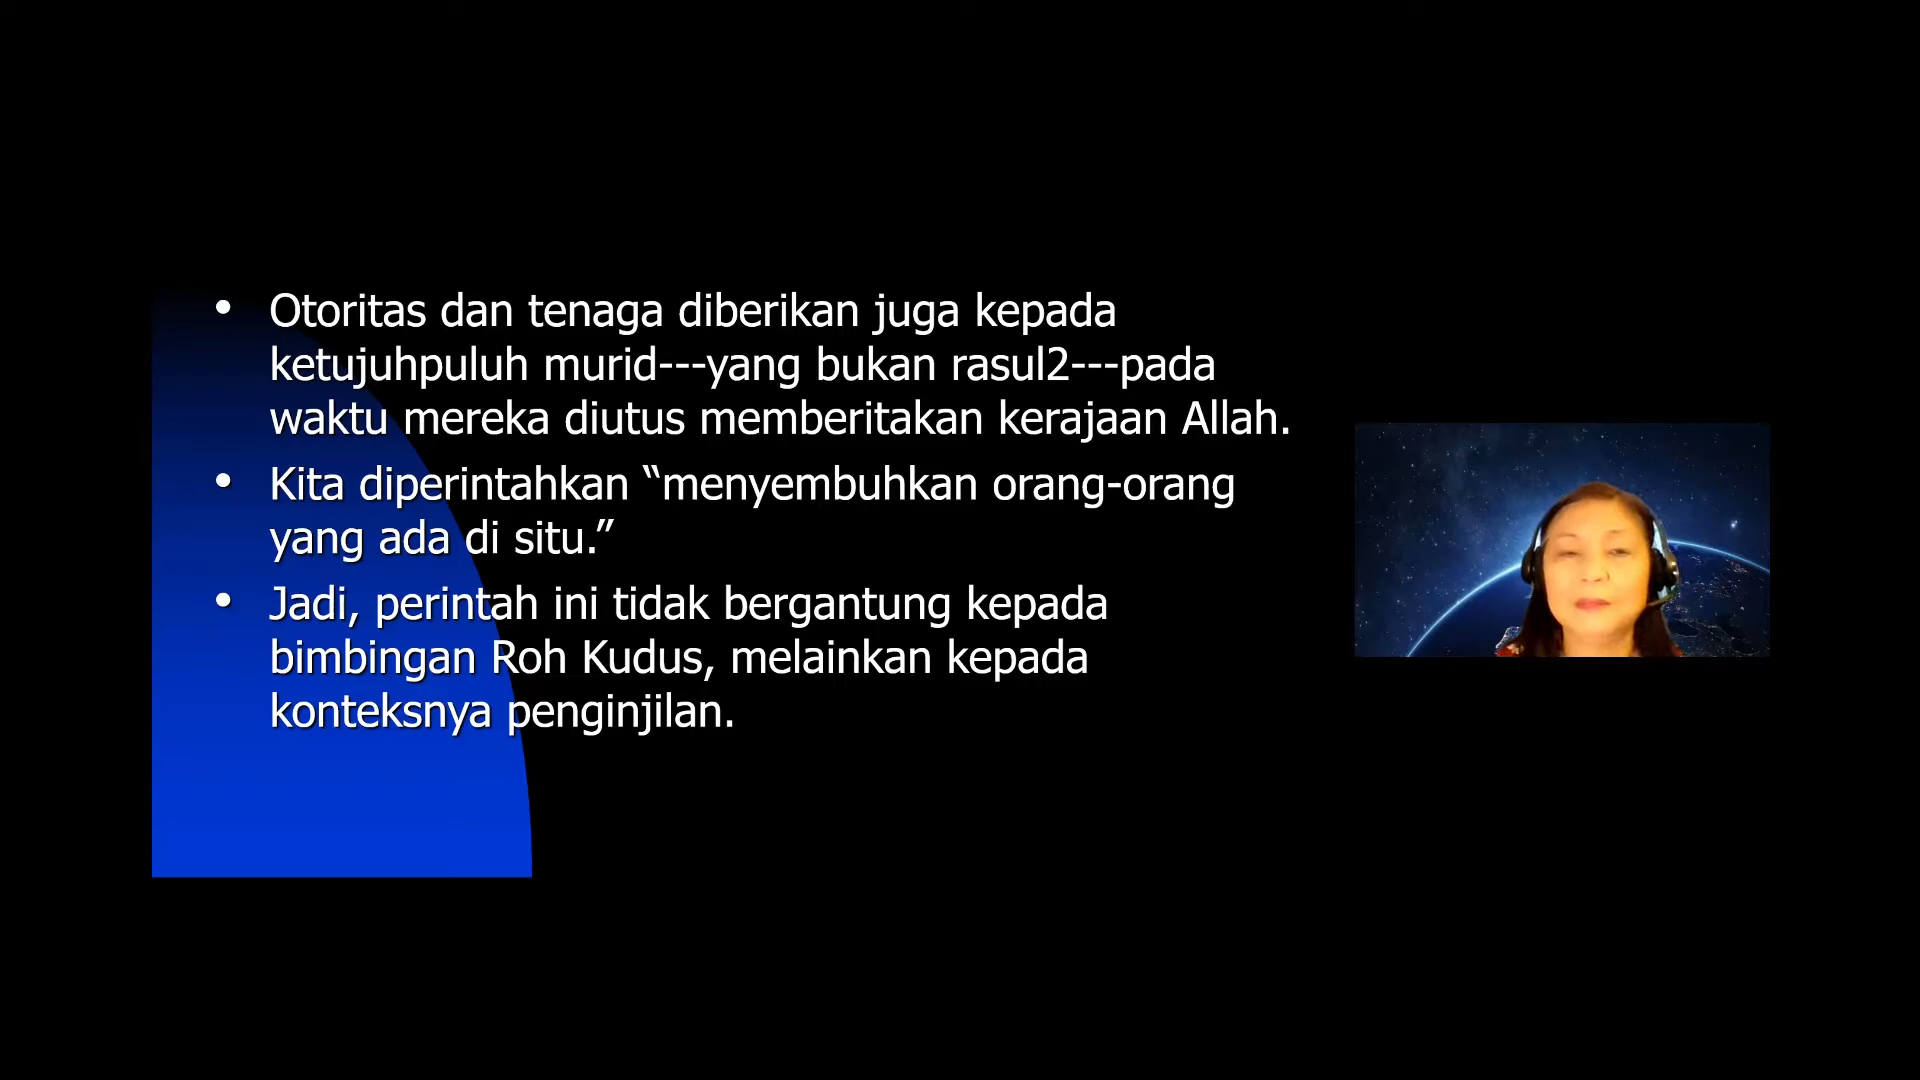 • Otoritas dan tenaga diberikan juga kepada
ketujuhpuluh murid---yang bukan rasul2---pada
waktu mereka diutus memberitakan kerajaan Allah.
• Kita diperintahkan “menyembuhkan orang-orang
yang ada di situ.”
• Jadi, perintah ini tidak bergantung kepada
bimbingan Roh Kudus, melainkan kepada
konteksnya penginjilan.